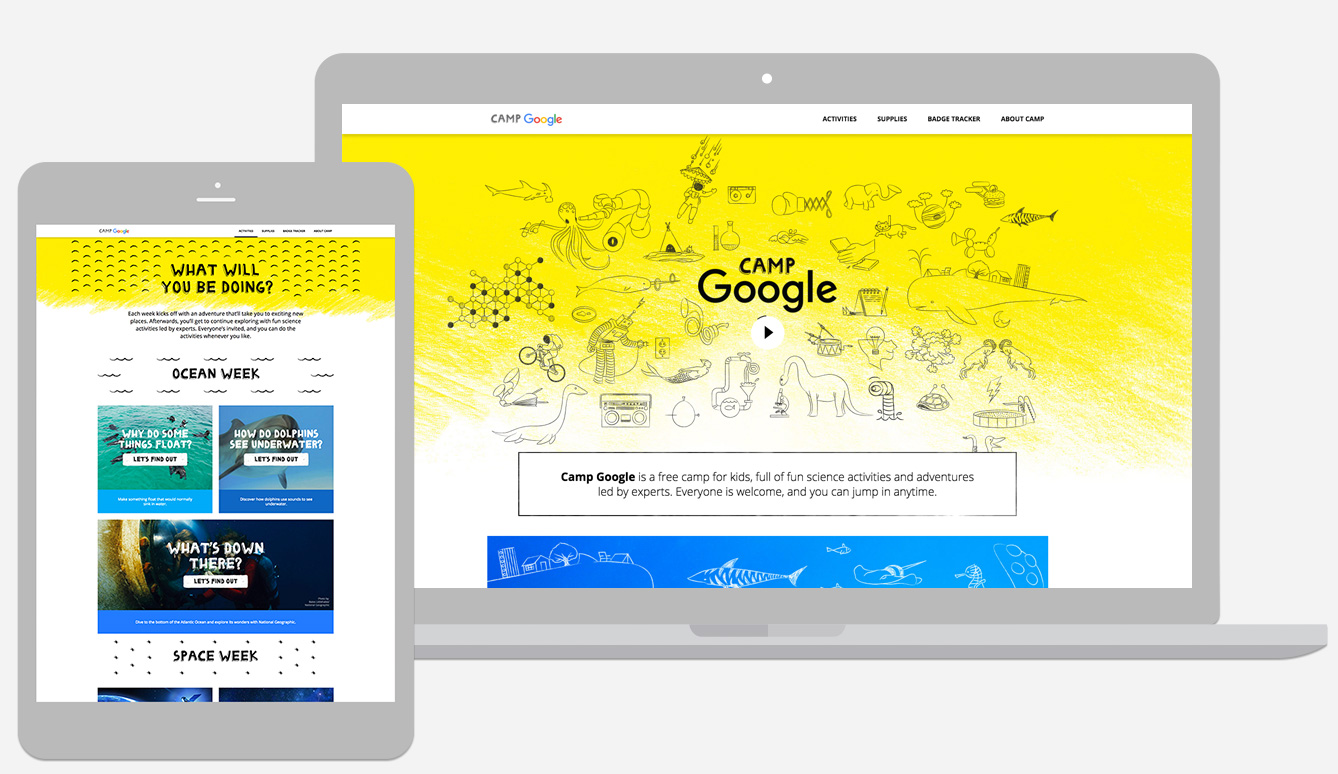 CAMP Google
ACTIVITIES SUPPLIES BADGE TRACKER ABOUT CAMP
CAMP
Google
Camp Google is a free camp for kids, full of fun science activities and adventures
led by experts. Everyone is welcome, and you can jump in anytime.
CAMP Google
ACTIVITIES SUPPLIES BADGE TRACKER ABOUT CAMP
WHAT WILL
YOU BE DOING?
Each week kicks off with an adventure that'll take you to exciting new
places. Afterwards, you'll get to continue exploring with fun science
activities led by experts. Everyone's invited, and you can do the
activities whenever you like.
OCEAN WEEK
WHY DO SOME
THINGS FLOAT?
LET'S FIND OUT
Make something float that would normally
sink in water.
HOW DO DOLPHINS
SEE UNDERWATER?
LET'S FIND OUT
Discover how dolphins use sounds to see
underwater.
WHAT'S DOWN
THERE?
LET'S FIND OUT
National Geographic
Dive to the bottom of the Atlantic Ocean and explore its wonders with National Geographic.
SPACE WEEK